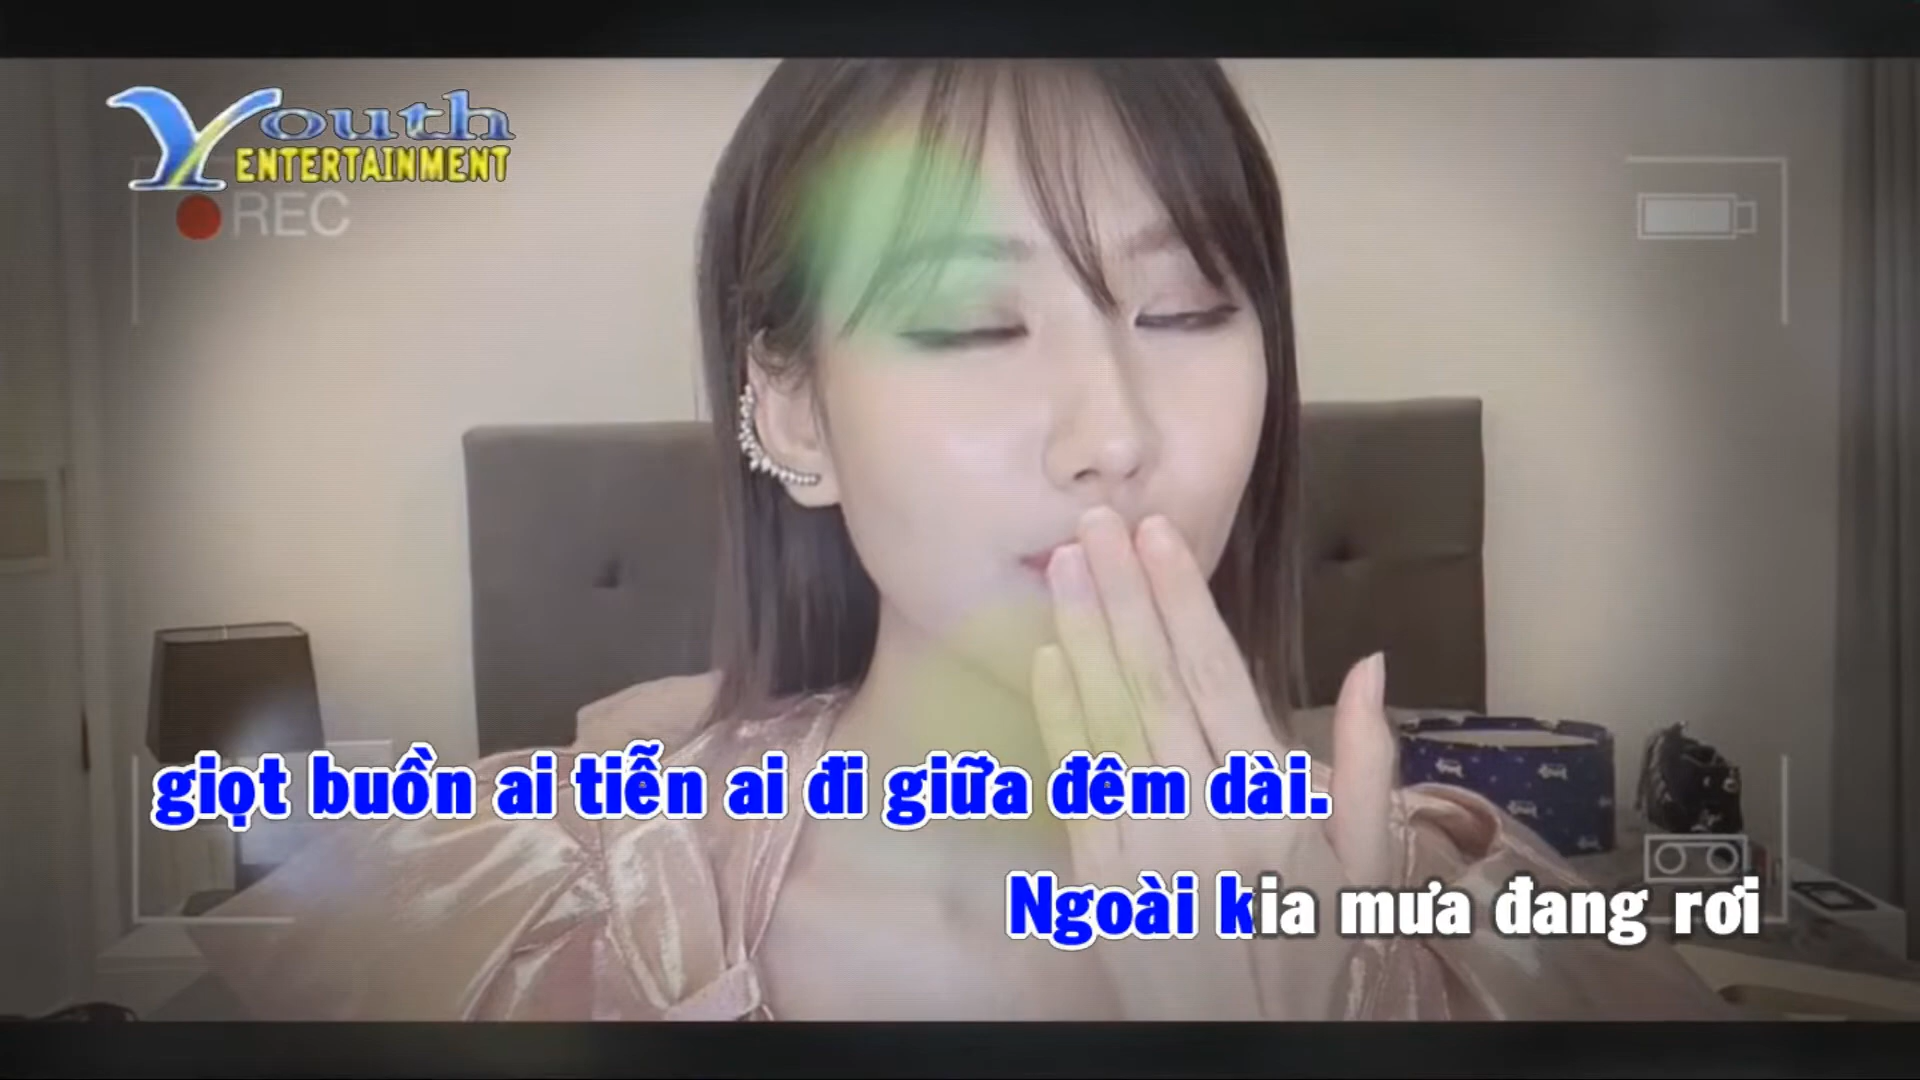 Youth
ENTERTAINMENT
REC
giọt buồn ai tiễn ai đi giữa đêm dài.
Ngoài kia mưa đang rơi